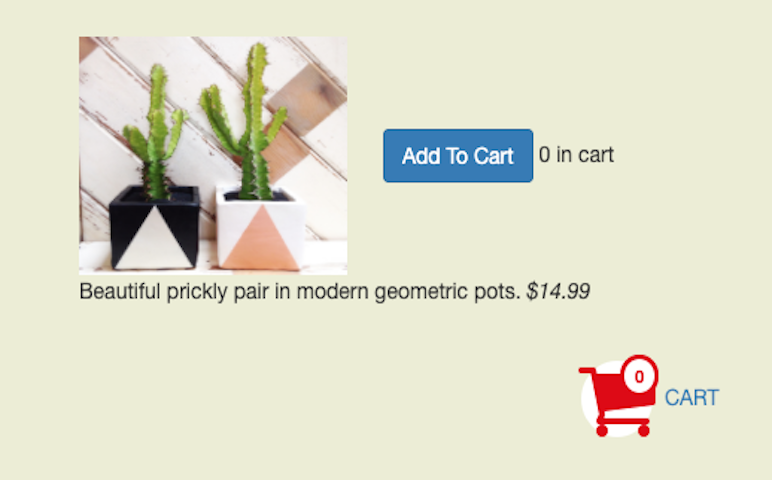 Add To Cart 0 in cart
Beautiful prickly pair in modern geometric pots. $14.99
0
CART